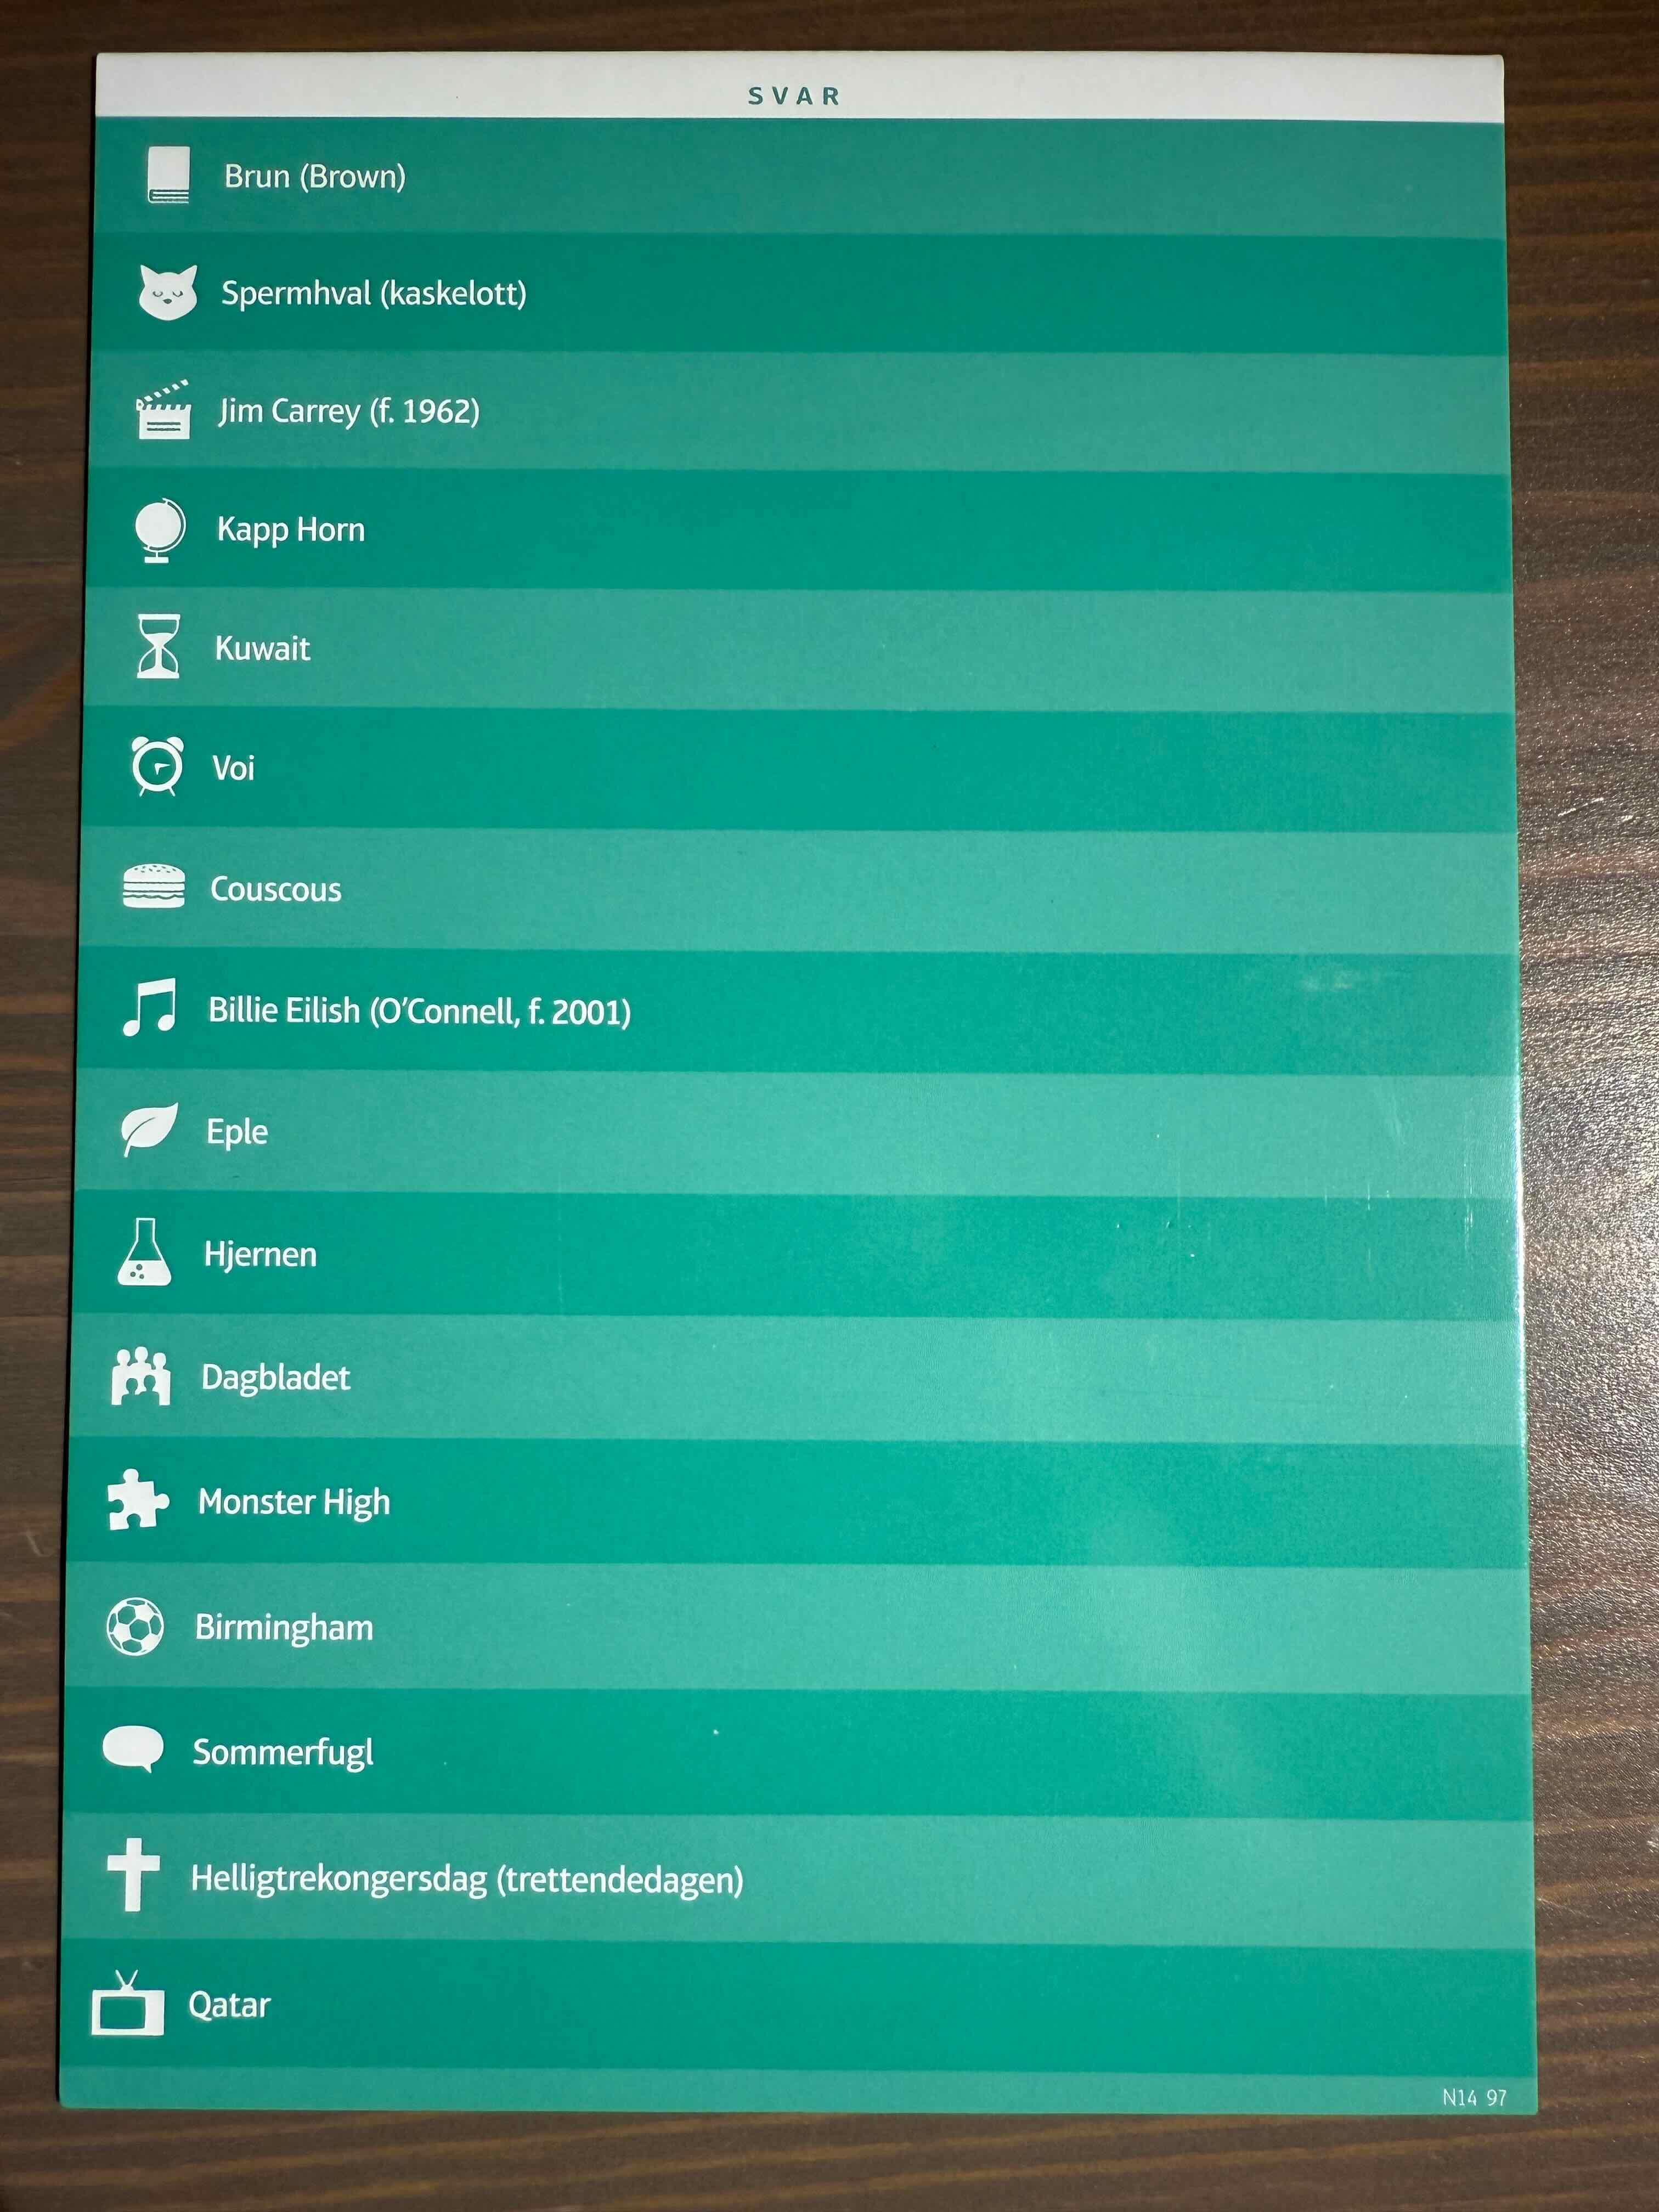 SVAR
Brun (Brown)
Spermhval (kaskelott)
Jim Carrey (f. 1962)
Kapp Horn
Kuwait
Voi
Couscous
Billie Eilish (O'Connell, f. 2001)
Eple
Hjernen
Dagbladet
Monster High
Birmingham
Sommerfugl
Helligtrekongersdag (trettendedagen)
Qatar
N14 97